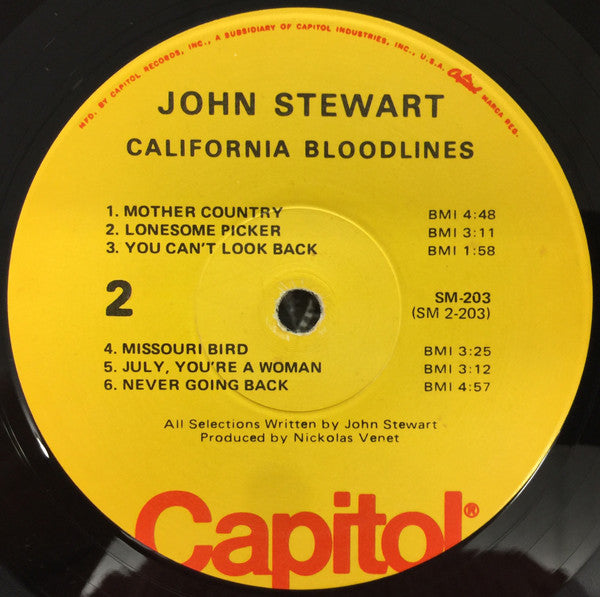 MFD. BY CAPITOL RECORDS, INC., A SUBSIDIARY OF CAPITOL INDUSTRIES, INC., U.S.A. Capitol MARCA REG.
JOHN STEWART
CALIFORNIA BLOODLINES
1. MOTHER COUNTRY BMI 4:48
2. LONESOME PICKER BMI 3:11
3. YOU CAN'T LOOK BACK BMI 1:58
2 SM-203
(SM 2-203)
4. MISSOURI BIRD BMI 3:25
5. JULY, YOU'RE A WOMAN BMI 3:12
6. NEVER GOING BACK BMI 4:57
All Selections Written by John Stewart
Produced by Nickolas Venet
Capitol®